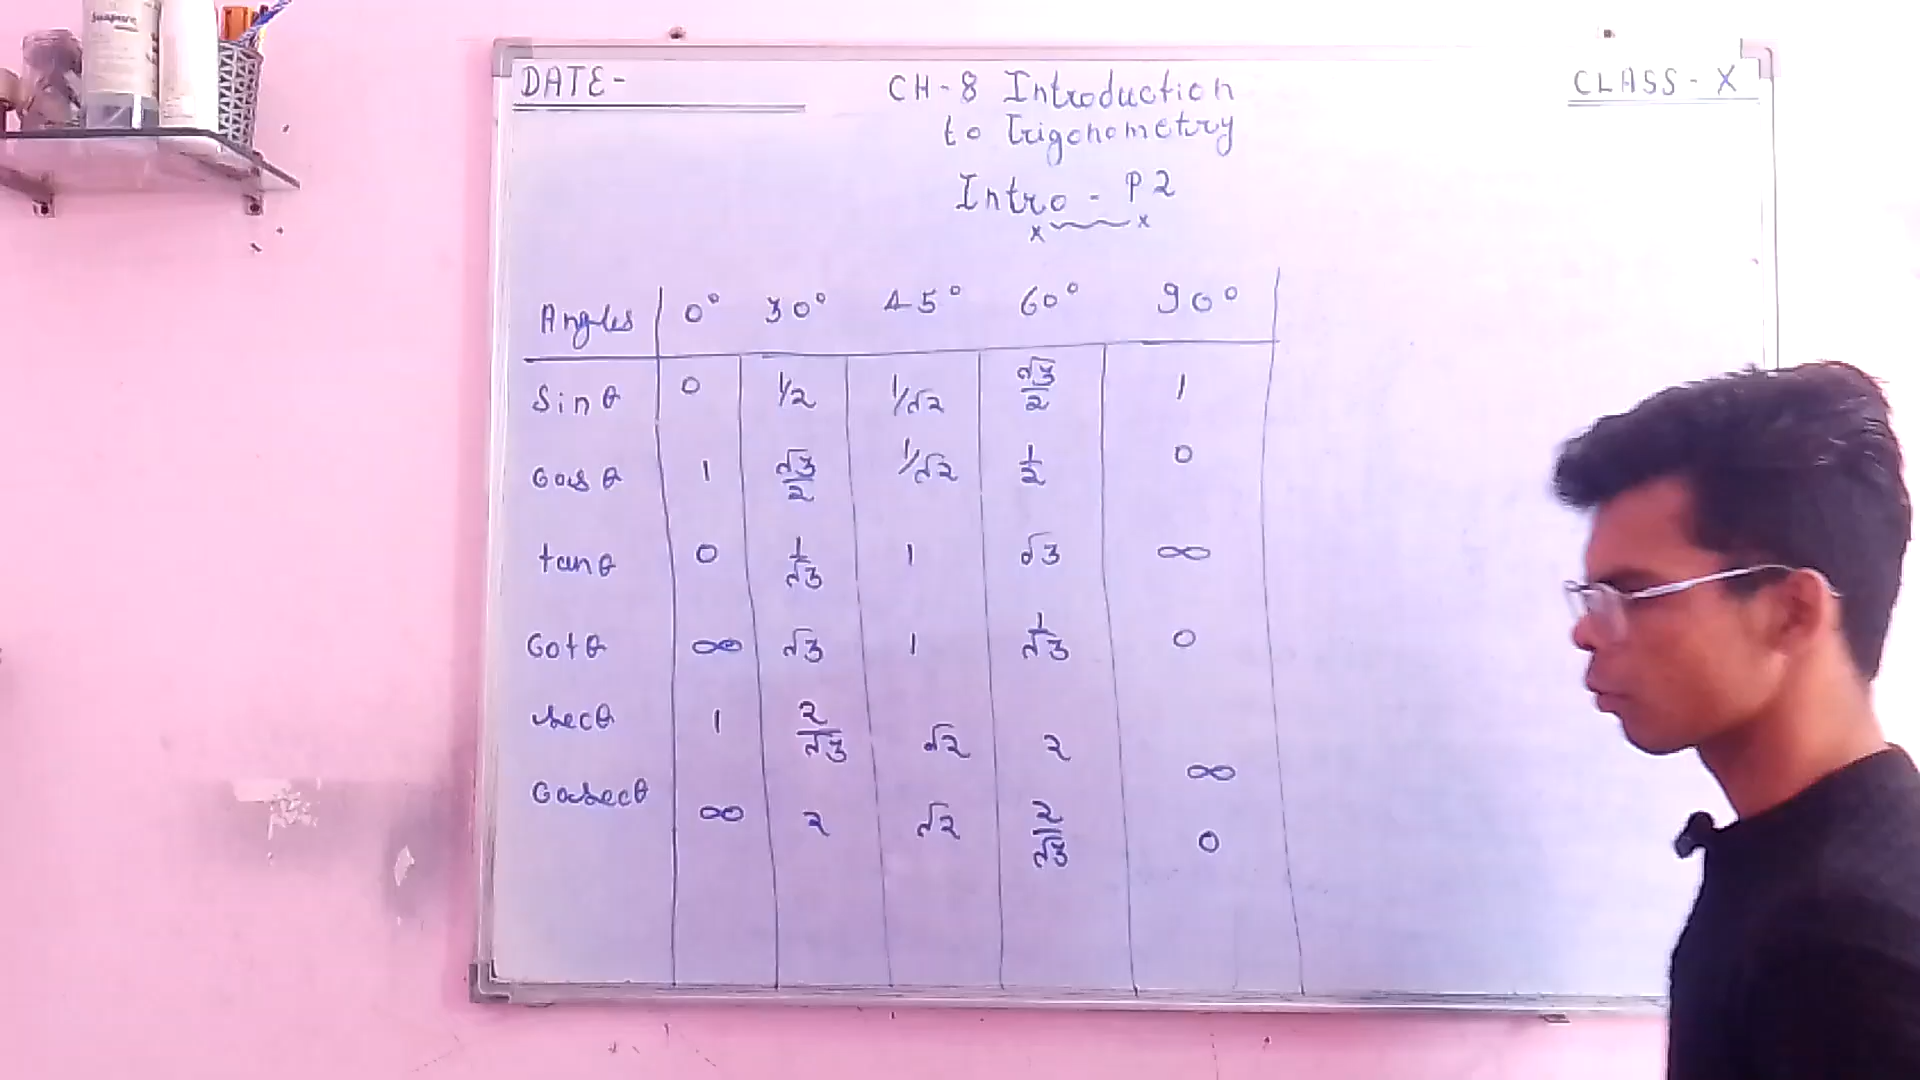 DATE-
CH-8 Introduction
to Trigonometry
CLASS-X
Intro - P2
x~~x
Angles 0° 30° 45° 60° 90°
Sinθ 0 1/2 1/√2 √3/2 1
Cosθ 1 √3/2 1/√2 1/2 0
tanθ 0 1/√3 1 √3 ∞
Cotθ ∞ √3 1 1/√3 0
secθ 1 2/√3 √2 2 ∞
Cosecθ ∞ 2 √2 2/√3 0